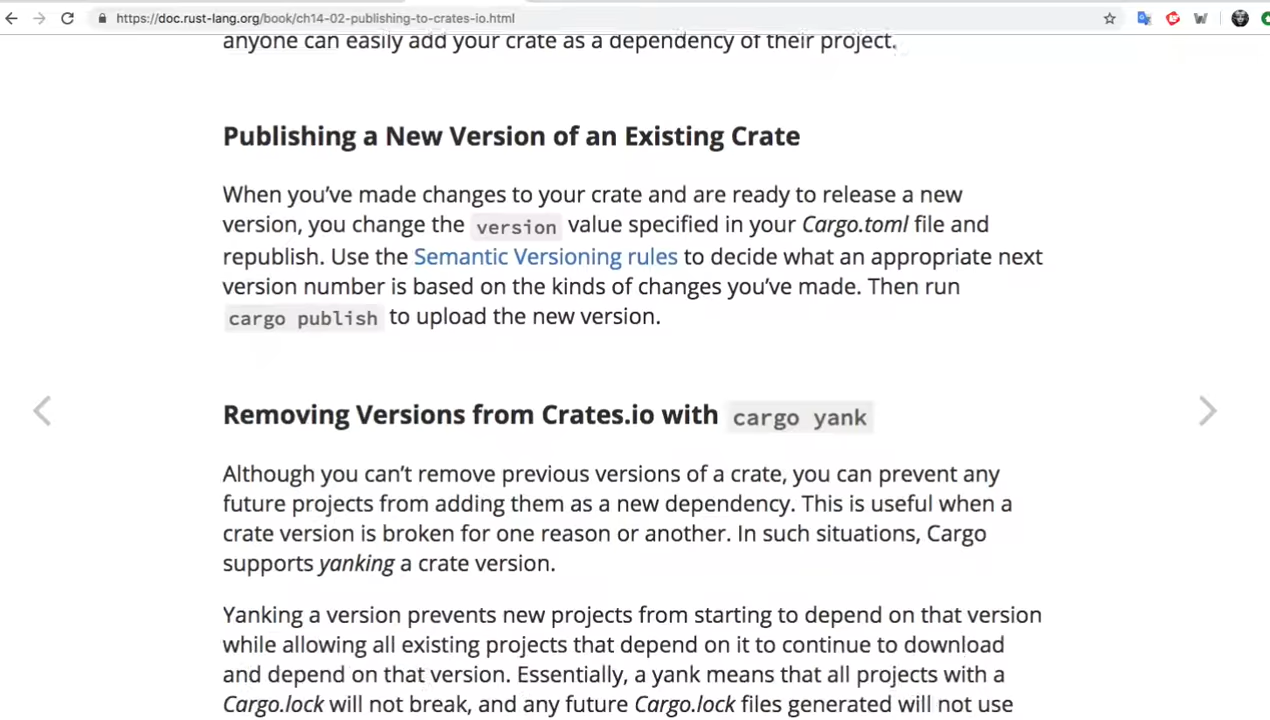 https://doc.rust-lang.org/book/ch14-02-publishing-to-crates-io.html
anyone can easily add your crate as a dependency of their project.
Publishing a New Version of an Existing Crate
When you’ve made changes to your crate and are ready to release a new
version, you change the version value specified in your Cargo.toml file and
republish. Use the Semantic Versioning rules to decide what an appropriate next
version number is based on the kinds of changes you’ve made. Then run
cargo publish to upload the new version.
Removing Versions from Crates.io with cargo yank
Although you can’t remove previous versions of a crate, you can prevent any
future projects from adding them as a new dependency. This is useful when a
crate version is broken for one reason or another. In such situations, Cargo
supports yanking a crate version.
Yanking a version prevents new projects from starting to depend on that version
while allowing all existing projects that depend on it to continue to download
and depend on that version. Essentially, a yank means that all projects with a
Cargo.lock will not break, and any future Cargo.lock files generated will not use